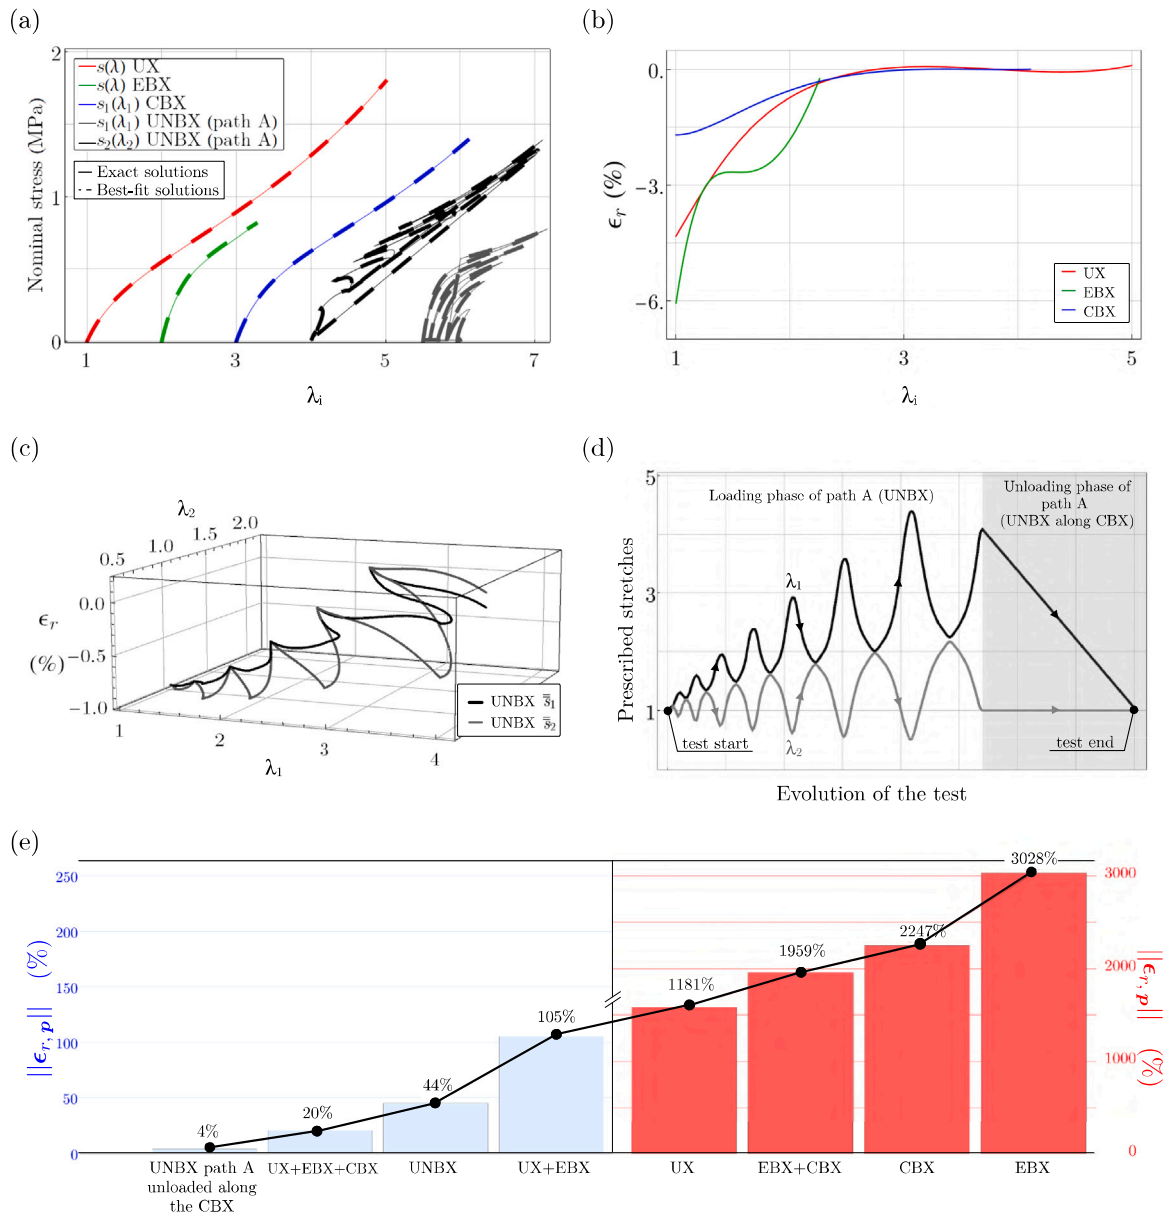 (a)
2
1
0
Nominal stress (MPa)
s(λ) UX
s(λ) EBX
s₁(λ₁) CBX
s₁(λ₁) UNBX (path A)
s₂(λ₂) UNBX (path A)
Exact solutions
Best-fit solutions
1 3 5 7
λᵢ
(b)
0.
−3.
−6.
ϵᵣ (%)
UX
EBX
CBX
1 3 5
λᵢ
(c)
λ₂
0.5 1.0 1.5 2.0
0.0
−0.5
−1.0
ϵᵣ
(%)
UNBX s̿₁
UNBX s̿₂
1 2 3 4
λ₁
(d)
5
3
1
Prescribed stretches
Loading phase of path A (UNBX)
Unloading phase of
path A
(UNBX along CBX)
λ₁
λ₂
test start
test end
Evolution of the test
(e)
250
200
150
100
50
0
||ϵᵣ,ₚ|| (%)
4%
20%
44%
105%
1181%
1959%
2247%
3028%
3000
2000
1000
0
||ϵᵣ,ₚ|| (%)
UNBX path A
unloaded along
the CBX
UX+EBX+CBX
UNBX
UX+EBX
UX
EBX+CBX
CBX
EBX